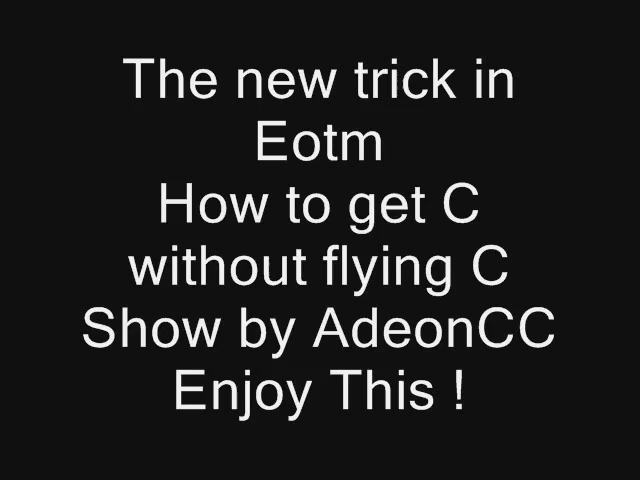 The new trick in
Eotm
How to get C
without flying C
Show by AdeonCC
Enjoy This !